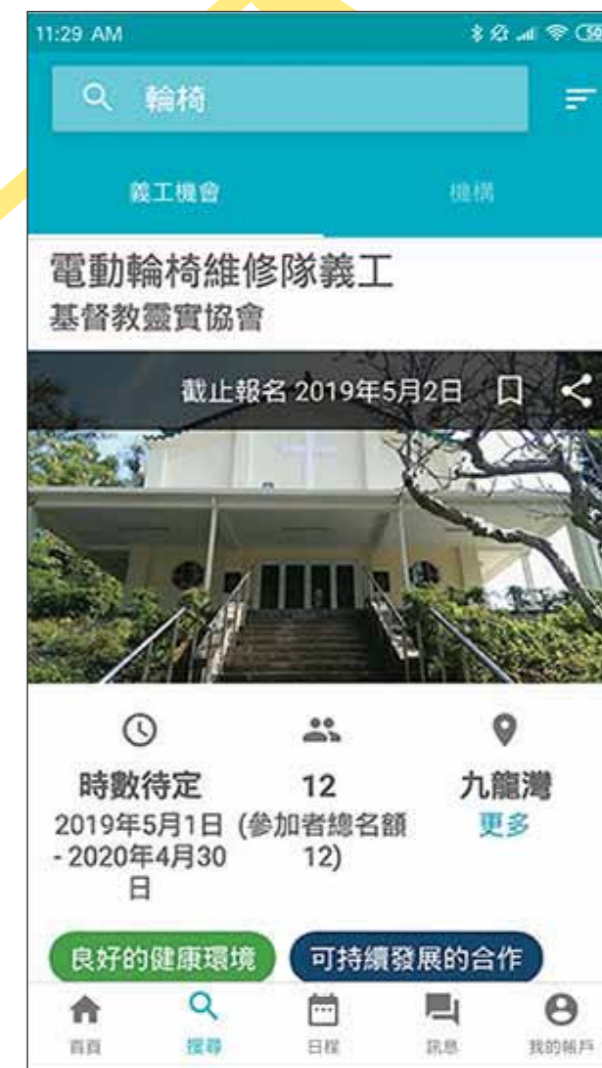 11:29 AM
輪椅
義工機會
機構
電動輪椅維修隊義工
基督教靈實協會
截止報名 2019年5月2日
時數待定
2019年5月1日
- 2020年4月30
日
12
(參加者總名額
12)
九龍灣
更多
良好的健康環境
可持續發展的合作
首頁
搜尋
日程
訊息
我的帳戶